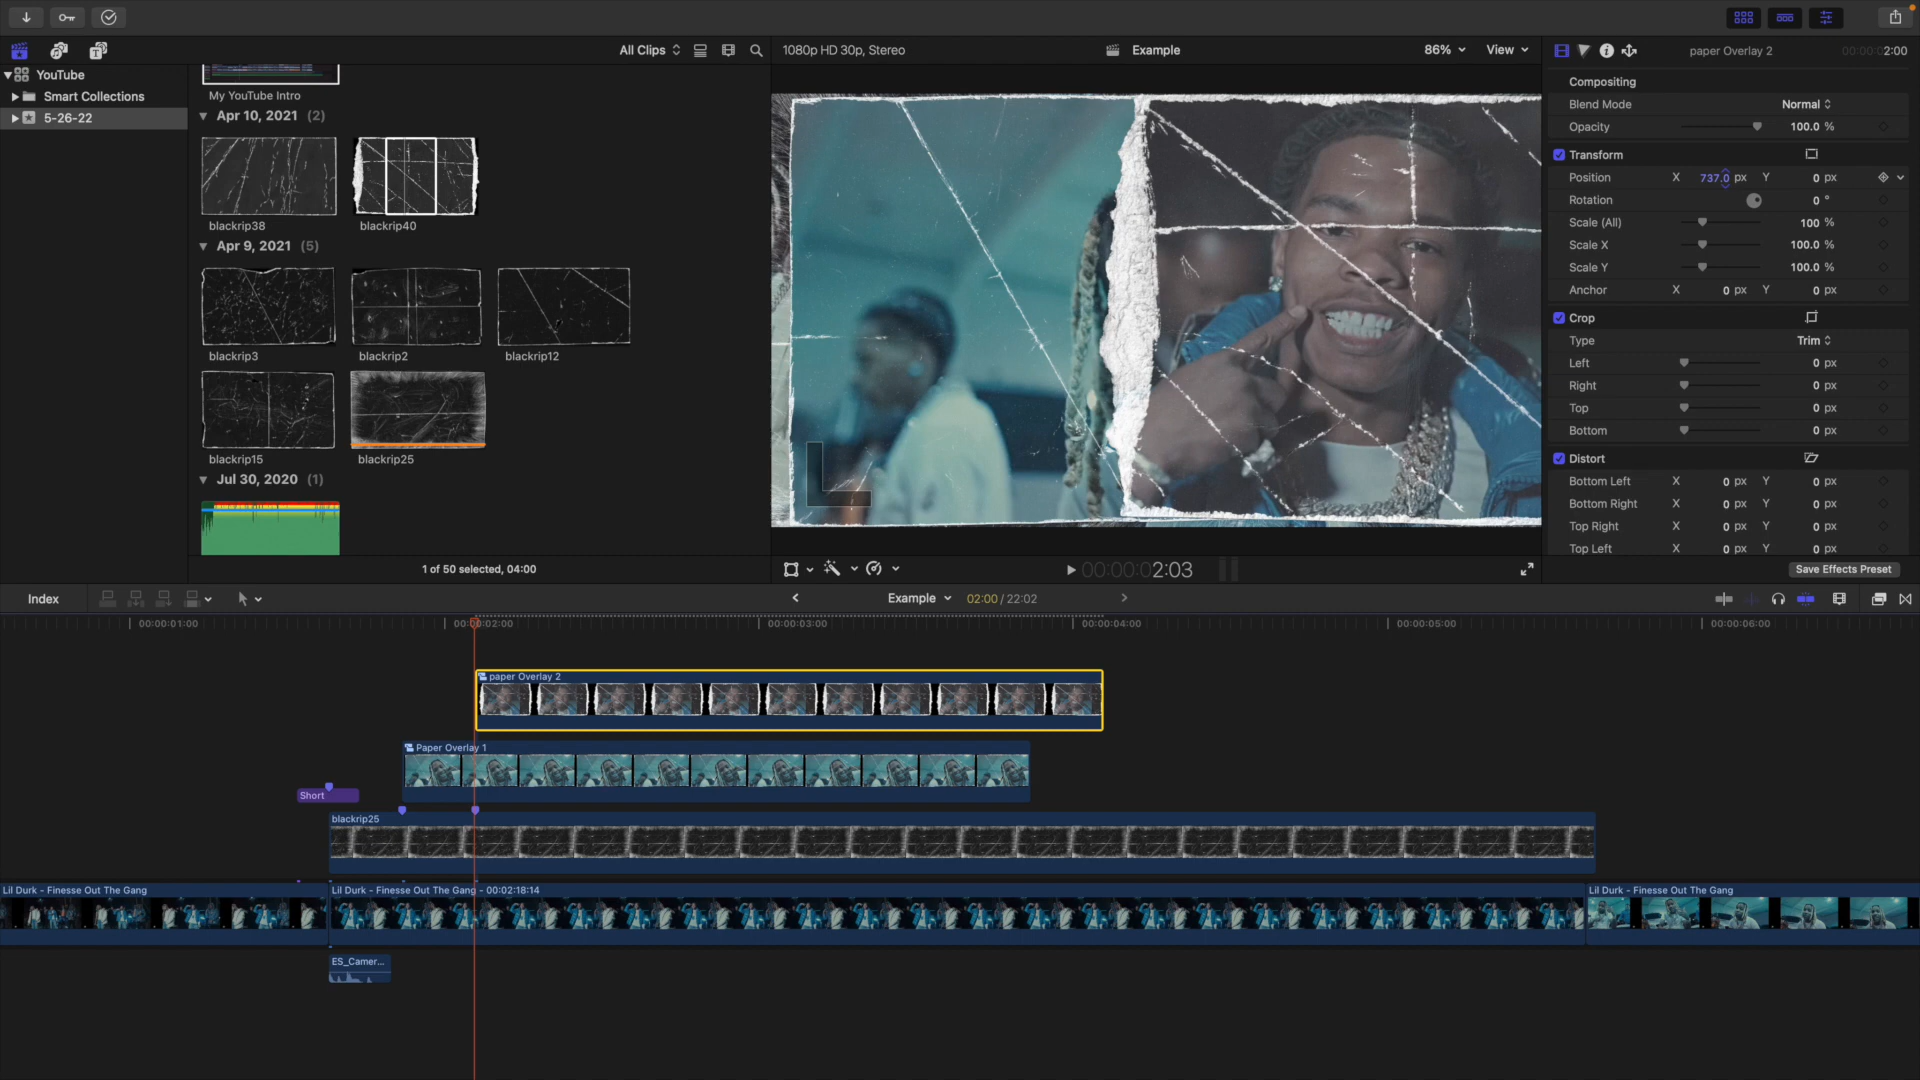 All Clips
1080p HD 30p, Stereo
Example
86%
View
paper Overlay 2
00:00:02:00
YouTube
Smart Collections
5-26-22
My YouTube Intro
Apr 10, 2021 (2)
blackrip38
blackrip40
Apr 9, 2021 (5)
blackrip3
blackrip2
blackrip12
blackrip15
blackrip25
Jul 30, 2020 (1)
1 of 50 selected, 04:00
00:00:02:03
Compositing
Blend Mode Normal
Opacity 100.0 %
Transform
Position X 737.0 px Y 0 px
Rotation 0 °
Scale (All) 100 %
Scale X 100.0 %
Scale Y 100.0 %
Anchor X 0 px Y 0 px
Crop
Type Trim
Left 0 px
Right 0 px
Top 0 px
Bottom 0 px
Distort
Bottom Left X 0 px Y 0 px
Bottom Right X 0 px Y 0 px
Top Right X 0 px Y 0 px
Top Left X 0 px Y 0 px
Save Effects Preset
Index
Example
02:00 / 22:02
00:00:01:00
00:00:02:00
00:00:03:00
00:00:04:00
00:00:05:00
00:00:06:00
paper Overlay 2
Paper Overlay 1
Short
blackrip25
Lil Durk - Finesse Out The Gang
Lil Durk - Finesse Out The Gang - 00:02:18:14
Lil Durk - Finesse Out The Gang
ES_Camer...